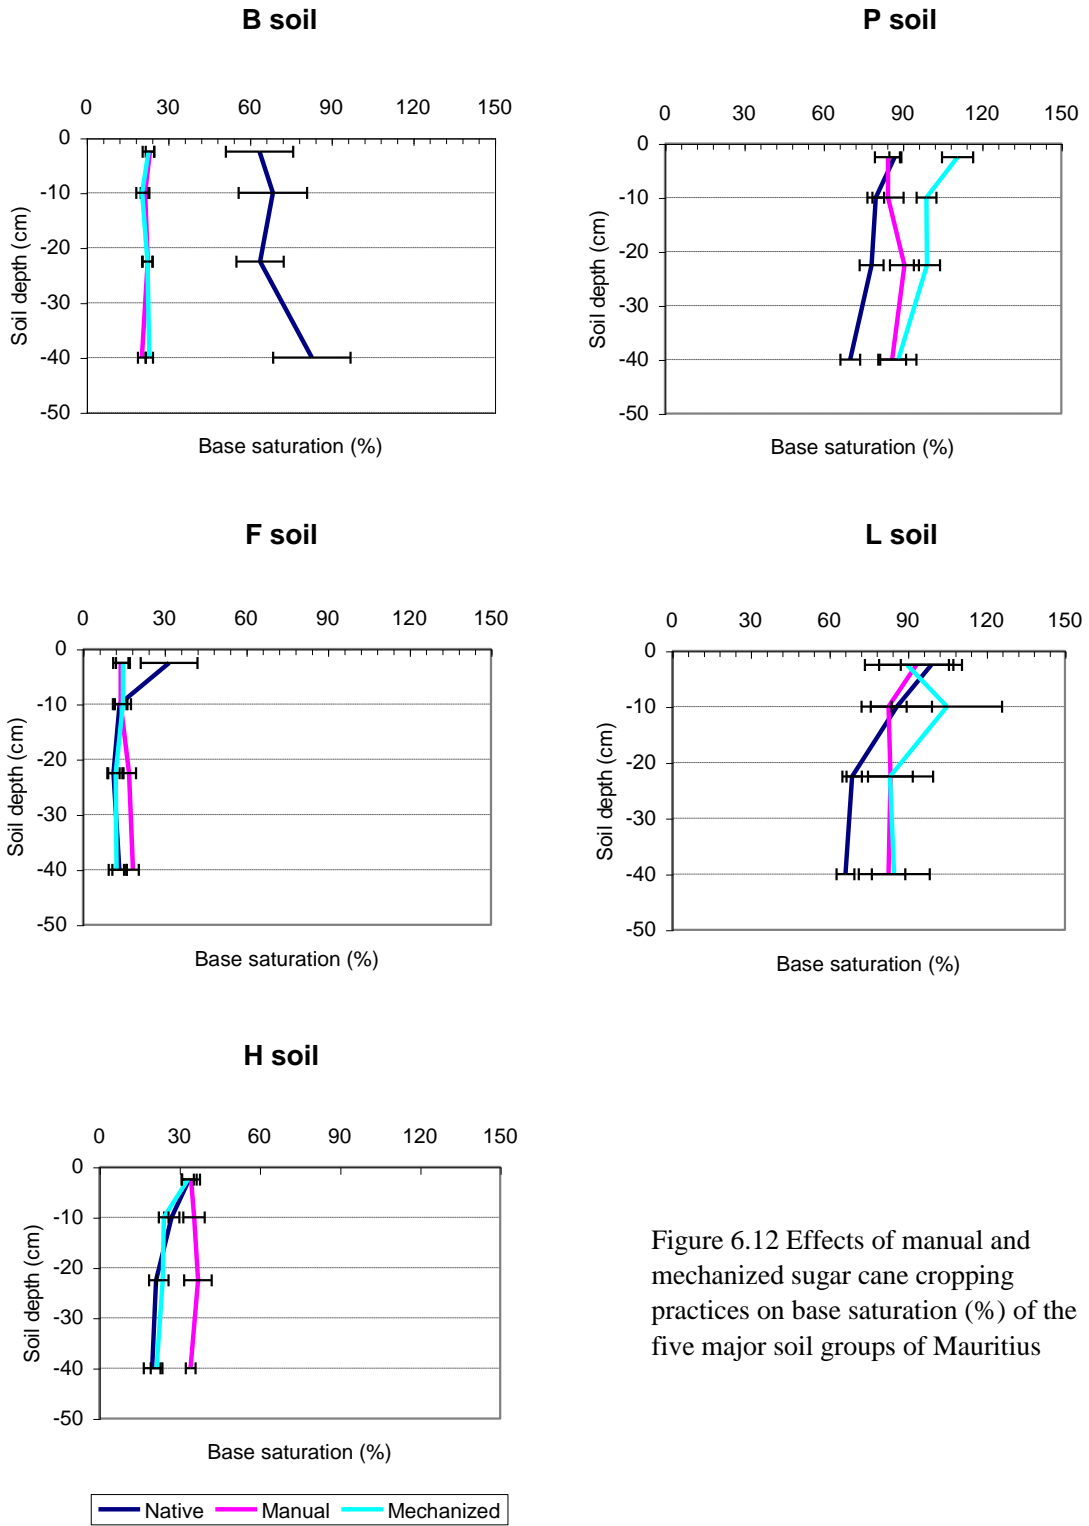 B soil
0 30 60 90 120 150
0
-10
-20
-30
-40
-50
Soil depth (cm)
Base saturation (%)
P soil
0 30 60 90 120 150
0
-10
-20
-30
-40
-50
Soil depth (cm)
Base saturation (%)
F soil
0 30 60 90 120 150
0
-10
-20
-30
-40
-50
Soil depth (cm)
Base saturation (%)
L soil
0 30 60 90 120 150
0
-10
-20
-30
-40
-50
Soil depth (cm)
Base saturation (%)
H soil
0 30 60 90 120 150
0
-10
-20
-30
-40
-50
Soil depth (cm)
Base saturation (%)
Native Manual Mechanized
Figure 6.12 Effects of manual and
mechanized sugar cane cropping
practices on base saturation (%) of the
five major soil groups of Mauritius